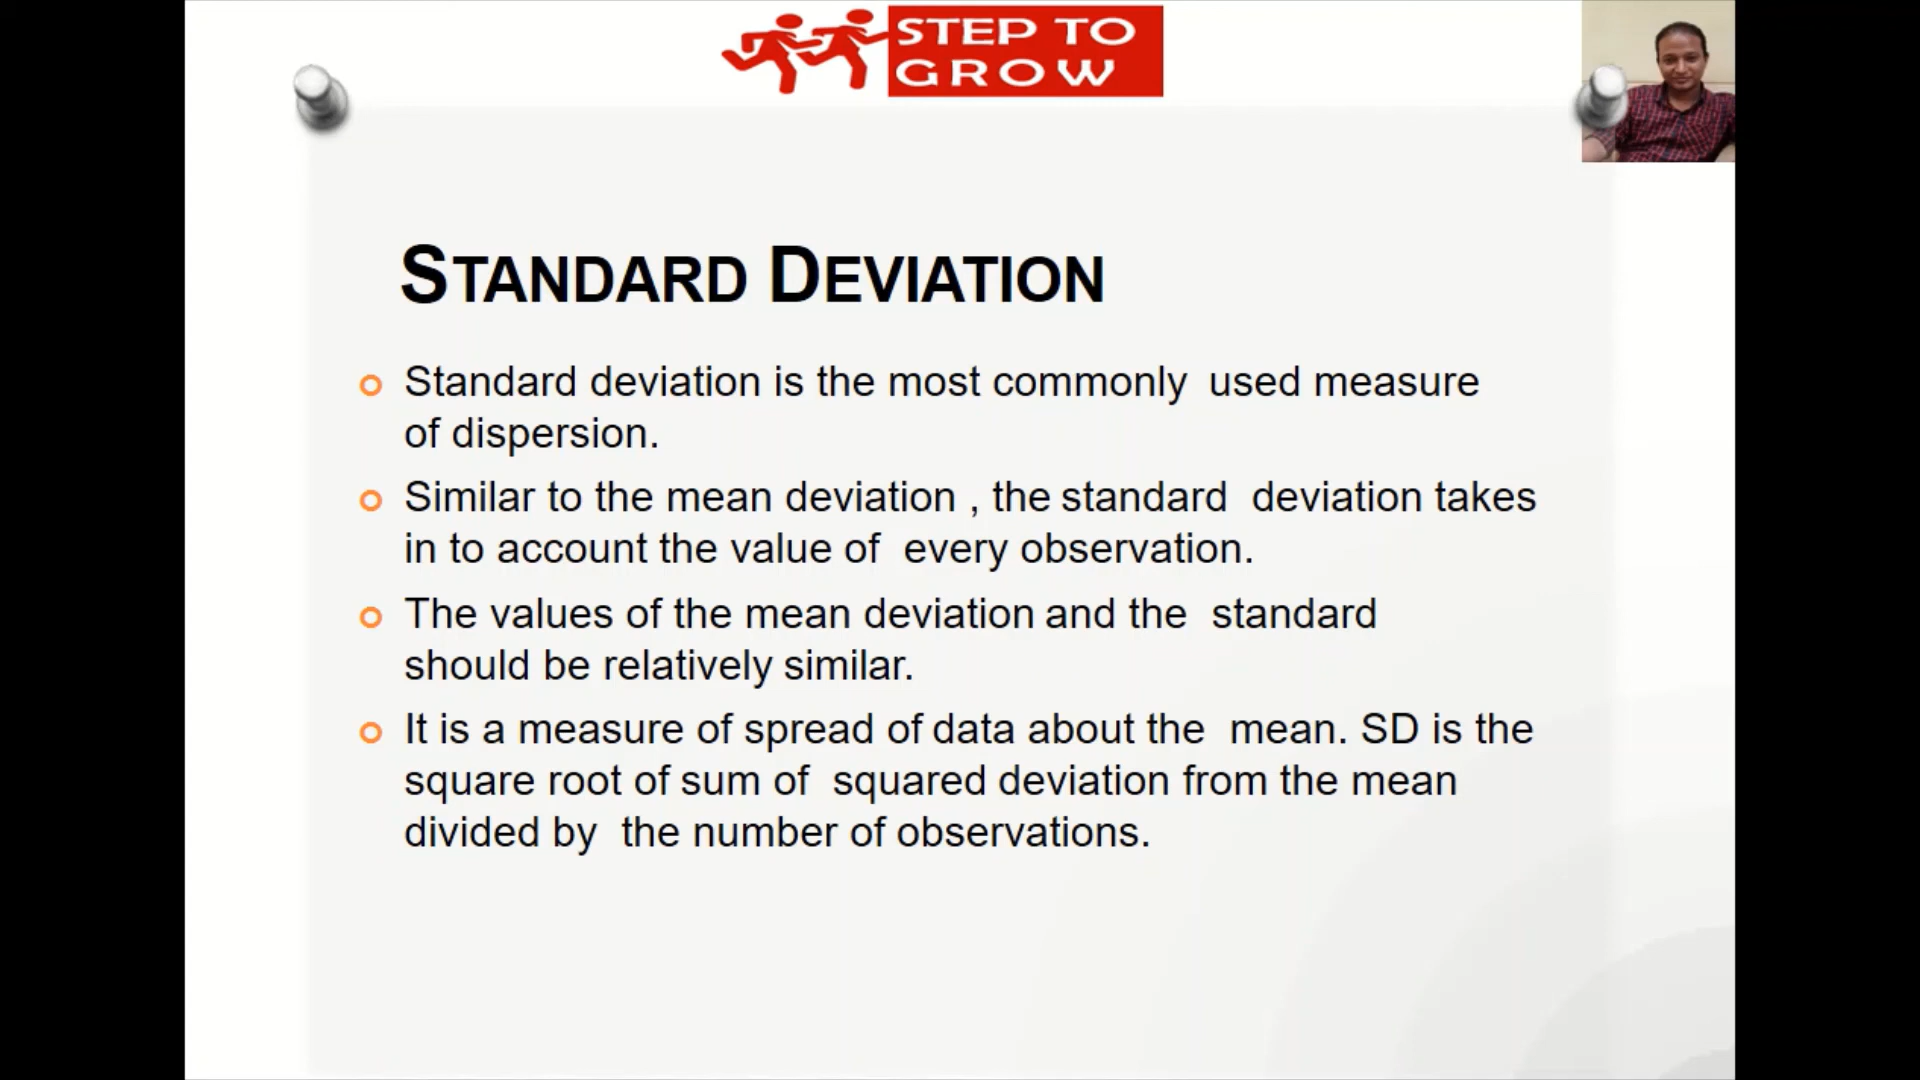 STEP TO
GROW
STANDARD DEVIATION
Standard deviation is the most commonly used measure
of dispersion.
Similar to the mean deviation , the standard deviation takes
in to account the value of every observation.
The values of the mean deviation and the standard
should be relatively similar.
It is a measure of spread of data about the mean. SD is the
square root of sum of squared deviation from the mean
divided by the number of observations.